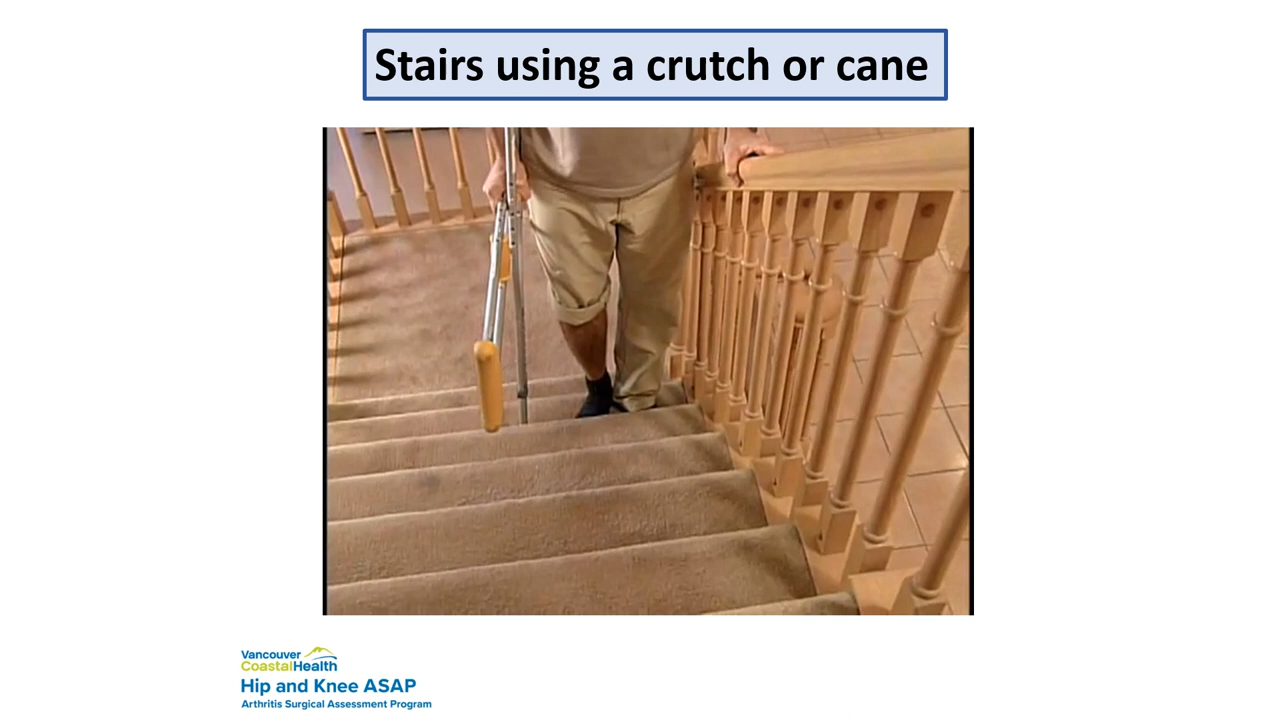 Stairs using a crutch or cane
Vancouver
CoastalHealth
Hip and Knee ASAP
Arthritis Surgical Assessment Program